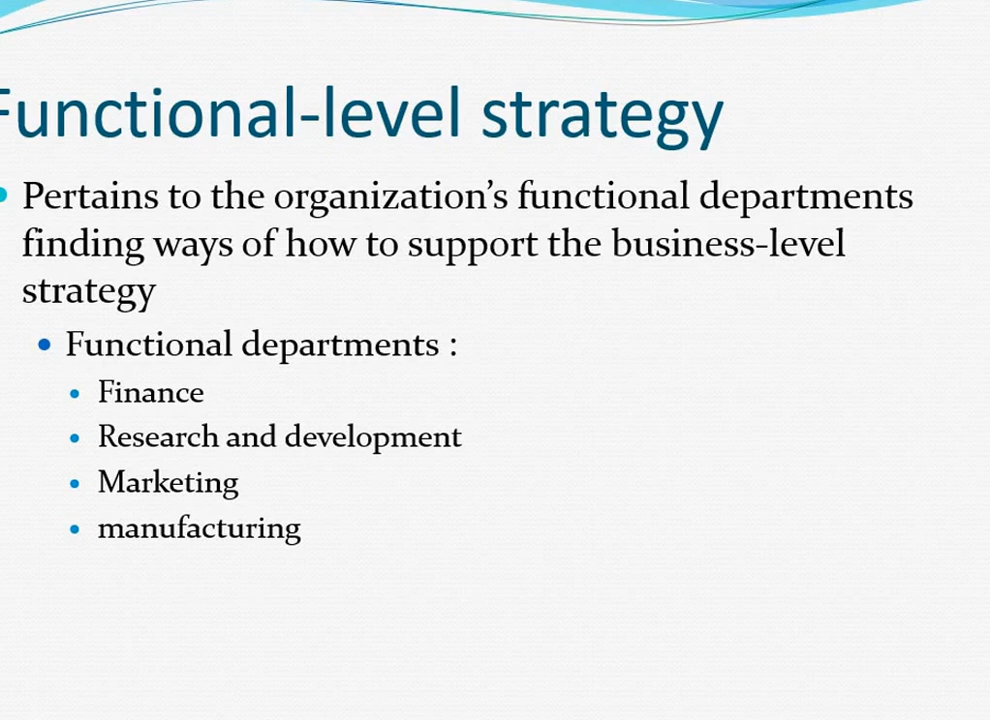 Functional-level strategy
Pertains to the organization's functional departments
finding ways of how to support the business-level
strategy
Functional departments :
Finance
Research and development
Marketing
manufacturing